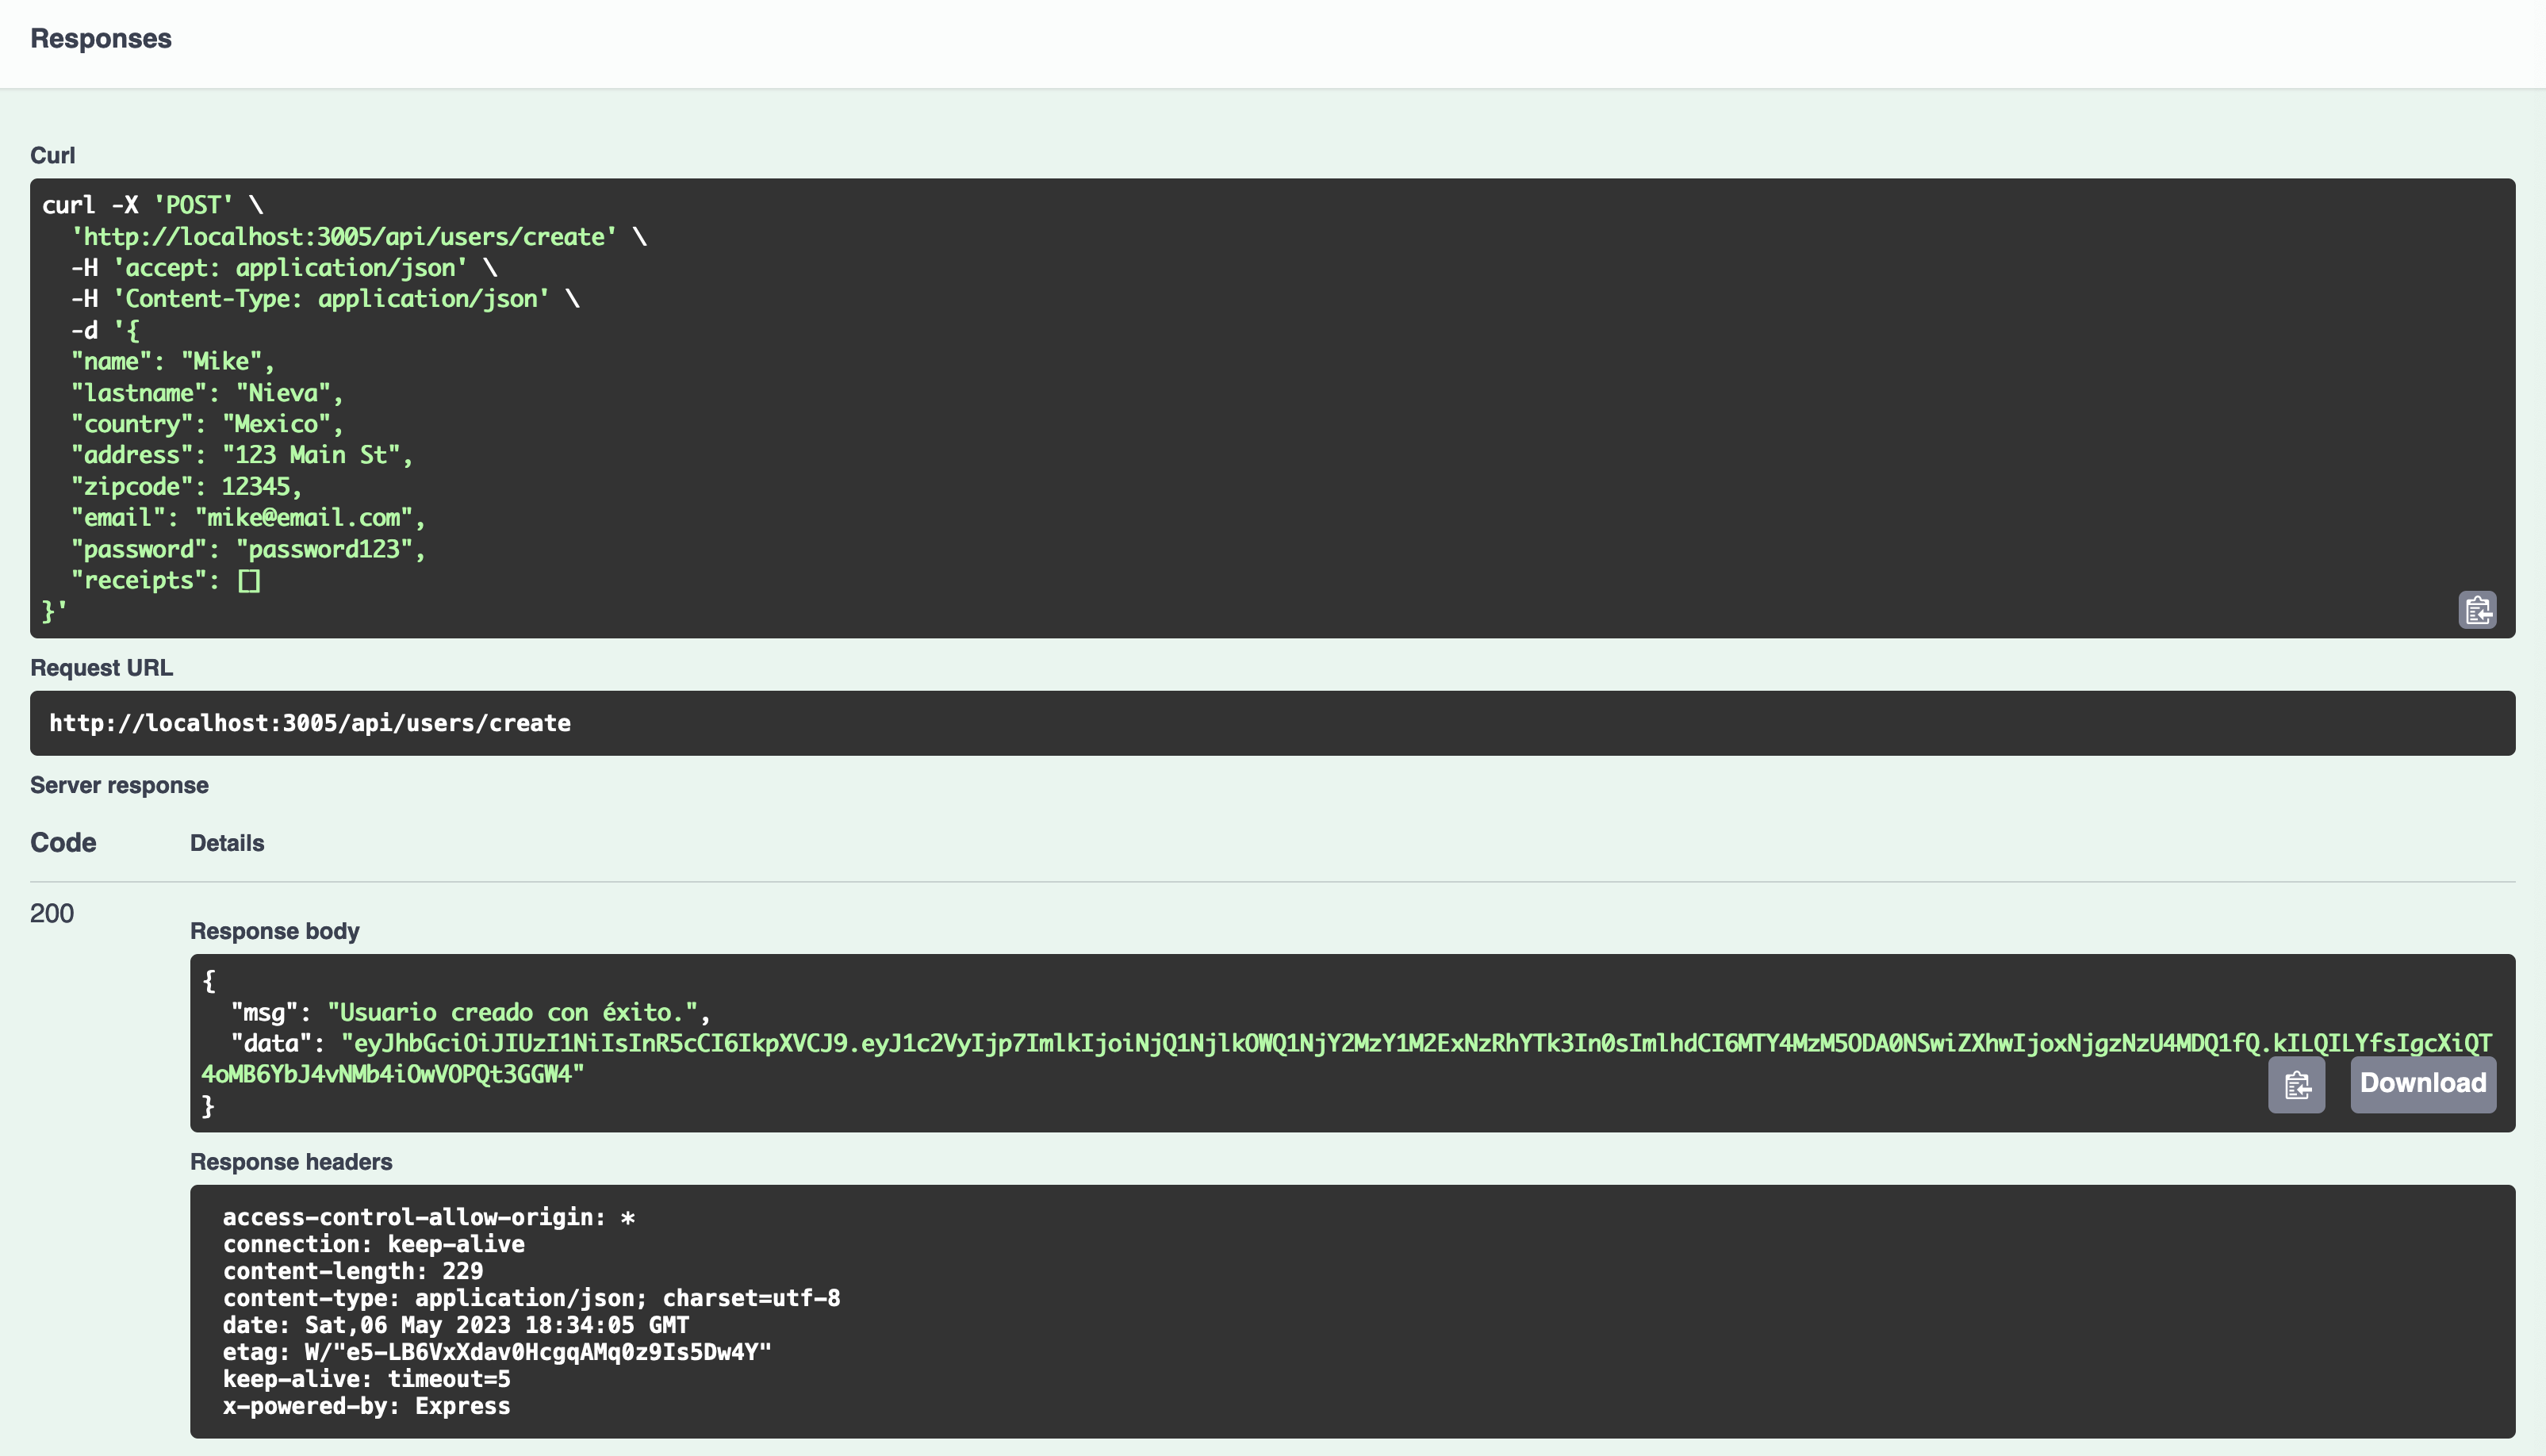 Responses
Curl
curl -X 'POST' \
'http://localhost:3005/api/users/create' \
-H 'accept: application/json' \
-H 'Content-Type: application/json' \
-d '{
"name": "Mike",
"lastname": "Nieva",
"country": "Mexico",
"address": "123 Main St",
"zipcode": 12345,
"email": "mike@email.com",
"password": "password123",
"receipts": []
}'
Request URL
http://localhost:3005/api/users/create
Server response
Code Details
200
Response body
{
"msg": "Usuario creado con éxito.",
"data": "eyJhbGciOiJIUzI1NiIsInR5cCI6IkpXVCJ9.eyJ1c2VyIjp7ImlkIjoiNjQ1NjlkOWQ1NjY2MzY1M2ExNzRhYTk3In0sImlhdCI6MTY4MzM5ODA0NSwiZXhwIjoxNjgzNzU4MDQ1fQ.kILQILYfsIgcXiQT
4oMB6YbJ4vNMb4iOwVOPQt3GGW4"
}
Download
Response headers
access-control-allow-origin: *
connection: keep-alive
content-length: 229
content-type: application/json; charset=utf-8
date: Sat,06 May 2023 18:34:05 GMT
etag: W/"e5-LB6VxXdav0HcgqAMq0z9Is5Dw4Y"
keep-alive: timeout=5
x-powered-by: Express